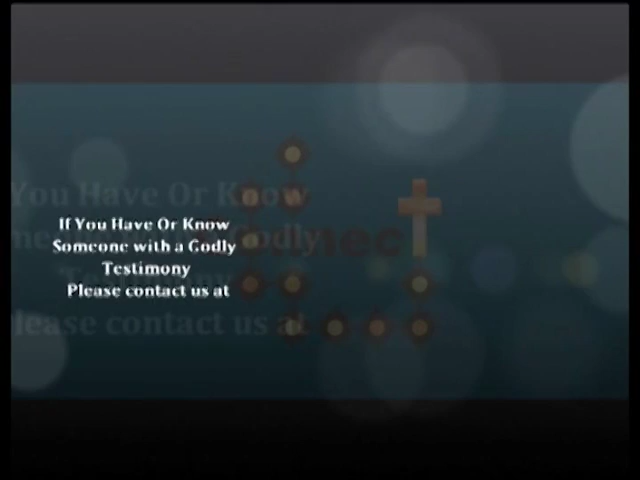 If You Have Or Know
Someone with a Godly
Testimony
Please contact us at